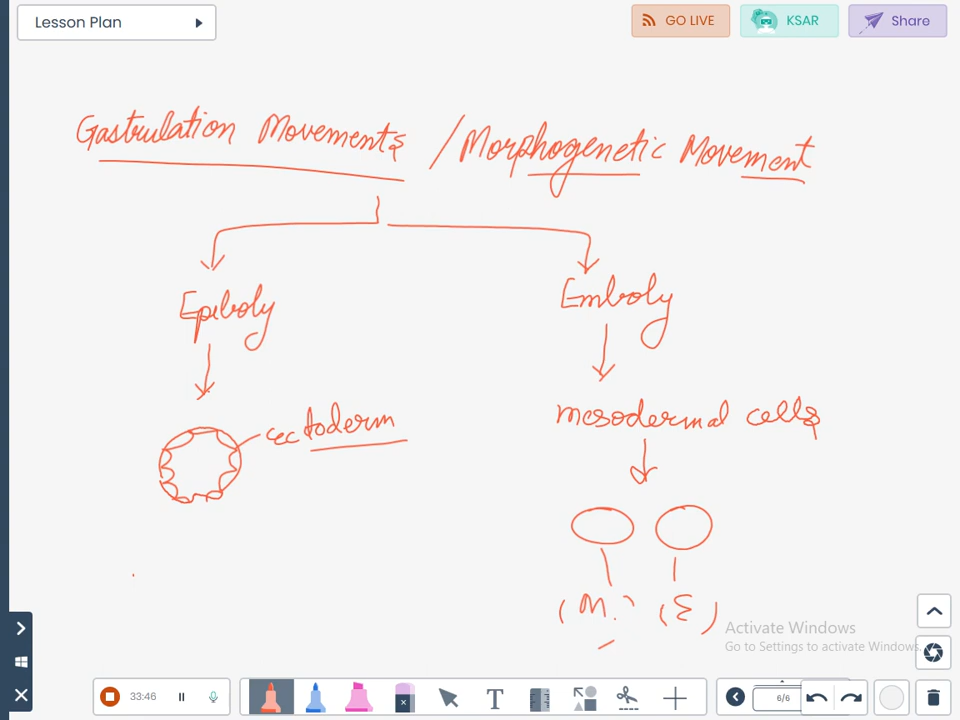 Lesson Plan
GO LIVE
KSAR
Share
Gastrulation Movements / Morphogenetic Movement
Epiboly
Emboly
ectoderm
mesodermal cells
(M.) (E)
Activate Windows
Go to Settings to activate Windows.
33:46
T
6/6